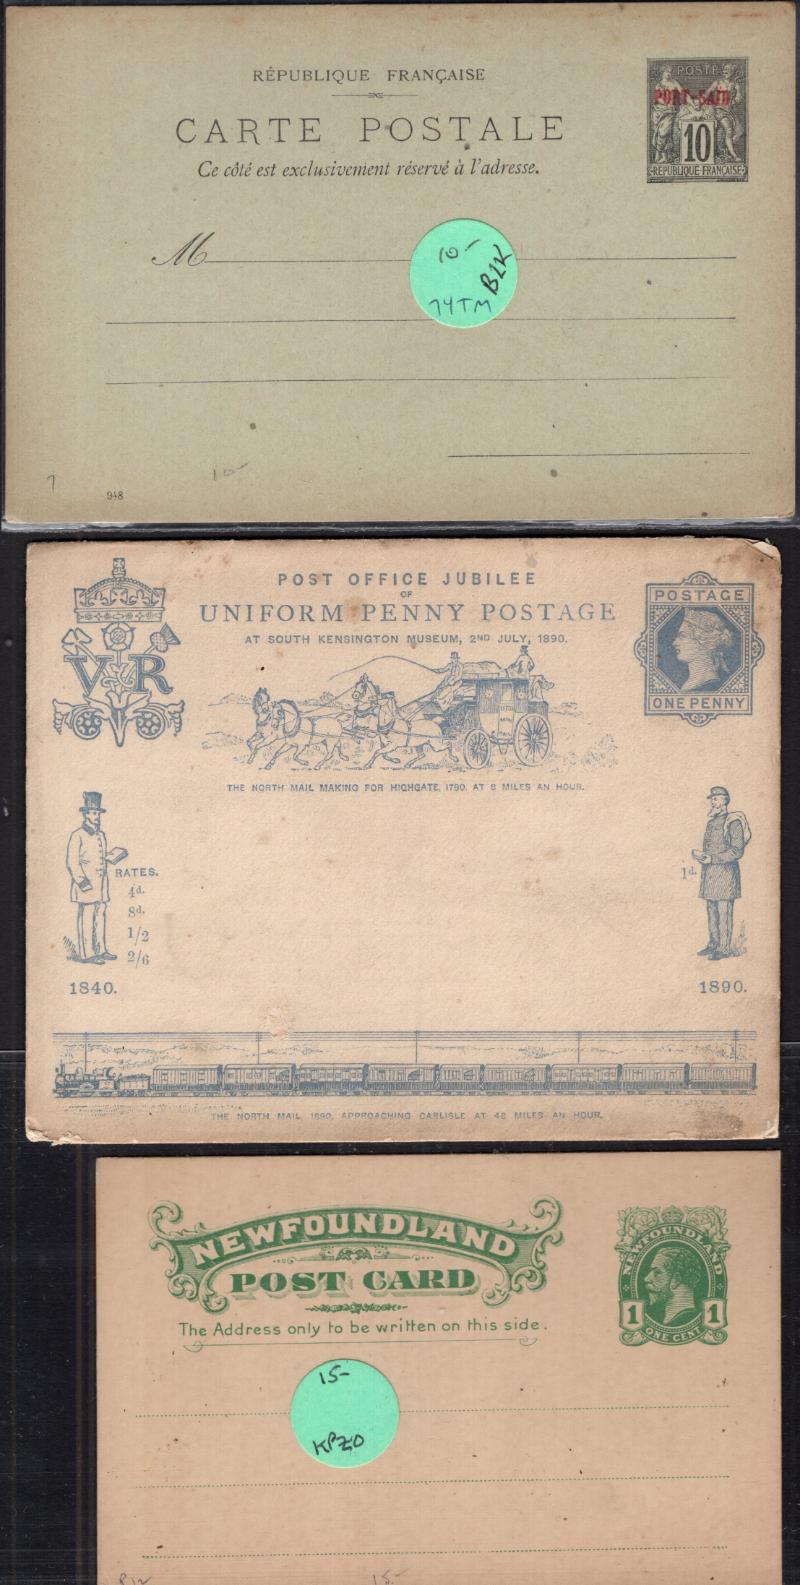 RÉPUBLIQUE FRANÇAISE
CARTE POSTALE
Ce côté est exclusivement réservé à l'adresse.
POSTE
PORT-SAÏD
10
RÉPUBLIQUE FRANÇAISE
M
10-
BLK
74TM
7
10-
948
POST OFFICE JUBILEE
OF
UNIFORM PENNY POSTAGE
AT SOUTH KENSINGTON MUSEUM, 2ND JULY, 1890.
V R
POSTAGE
ONE PENNY
THE NORTH MAIL MAKING FOR HIGHGATE, 1790. AT 8 MILES AN HOUR.
RATES.
4d.
8d.
1/2
2/6
1840.
1d.
1890.
THE NORTH MAIL, 1890, APPROACHING CARLISLE AT 48 MILES AN HOUR.
NEWFOUNDLAND
POST CARD
The Address only to be written on this side.
NEWFOUNDLAND
1 1
ONE CENT
15-
15-